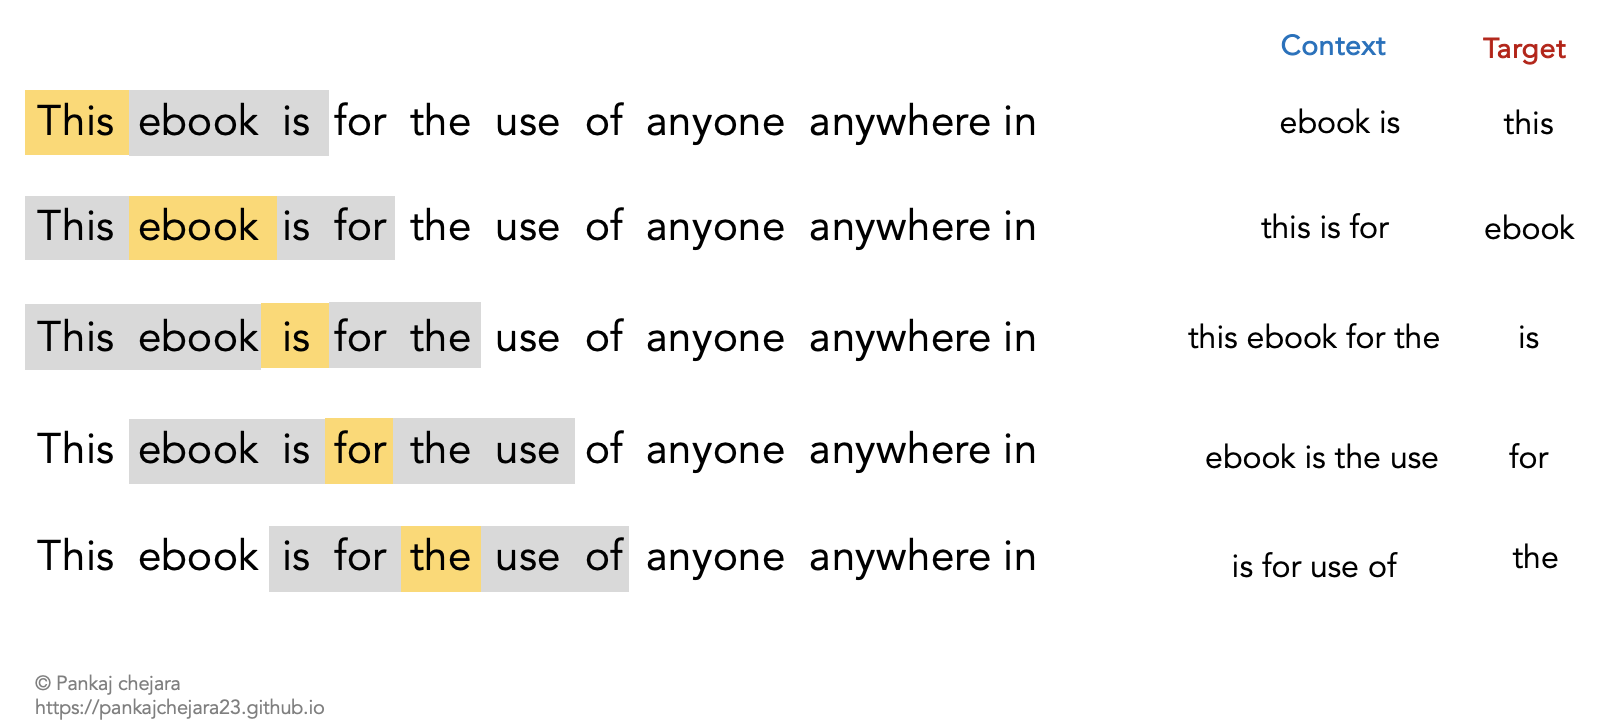 Context Target
This ebook is for the use of anyone anywhere in ebook is this
This ebook is for the use of anyone anywhere in this is for ebook
This ebook is for the use of anyone anywhere in this ebook for the is
This ebook is for the use of anyone anywhere in ebook is the use for
This ebook is for the use of anyone anywhere in is for use of the
© Pankaj chejara
https://pankajchejara23.github.io